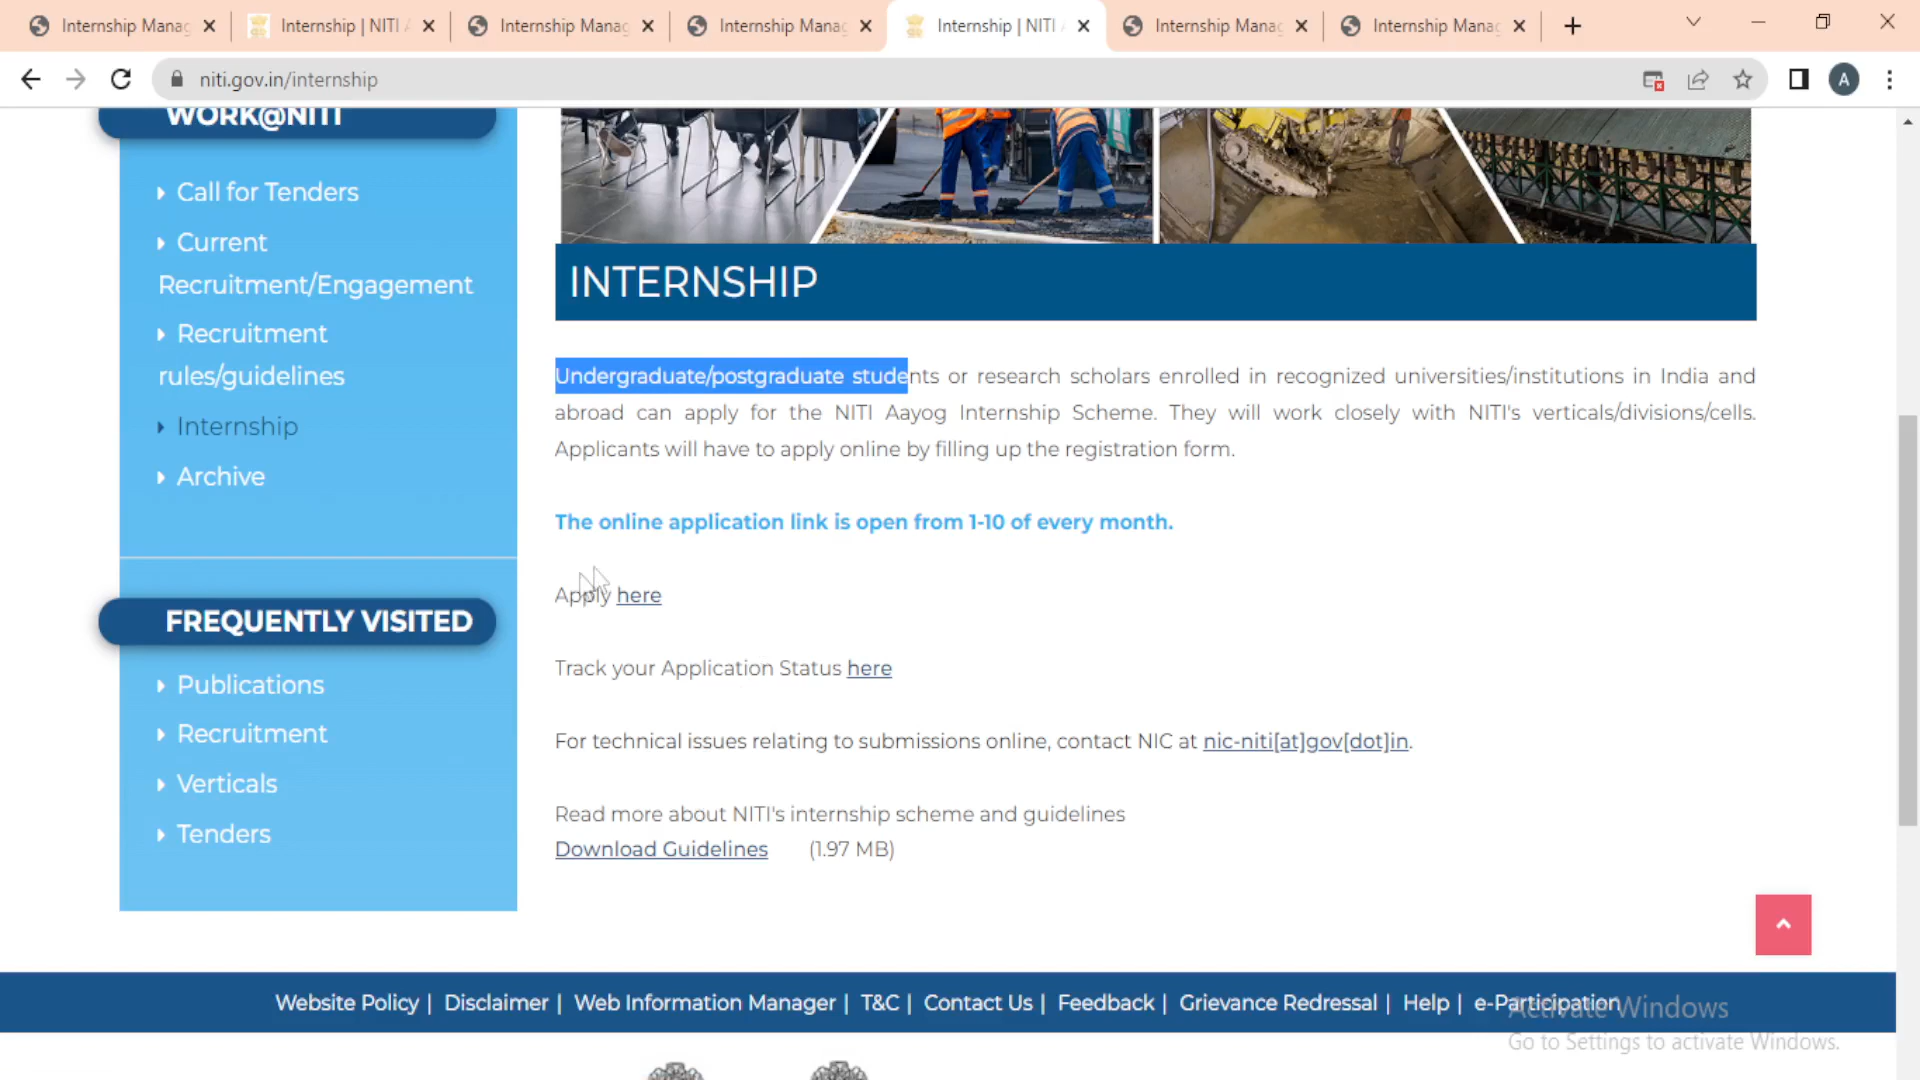 Internship Manag
Internship | NITI A
Internship Manag
Internship Manag
Internship | NITI A
Internship Manag
Internship Manag
niti.gov.in/internship
A
WORK@NITI
Call for Tenders
Current
Recruitment/Engagement
Recruitment
rules/guidelines
Internship
Archive
FREQUENTLY VISITED
Publications
Recruitment
Verticals
Tenders
INTERNSHIP
Undergraduate/postgraduate students or research scholars enrolled in recognized universities/institutions in India and
abroad can apply for the NITI Aayog Internship Scheme. They will work closely with NITI's verticals/divisions/cells.
Applicants will have to apply online by filling up the registration form.
The online application link is open from 1-10 of every month.
Apply here
Track your Application Status here
For technical issues relating to submissions online, contact NIC at nic-niti[at]gov[dot]in.
Read more about NITI's internship scheme and guidelines
Download Guidelines (1.97 MB)
Website Policy | Disclaimer | Web Information Manager | T&C | Contact Us | Feedback | Grievance Redressal | Help | e-Participation
Activate Windows
Go to Settings to activate Windows.